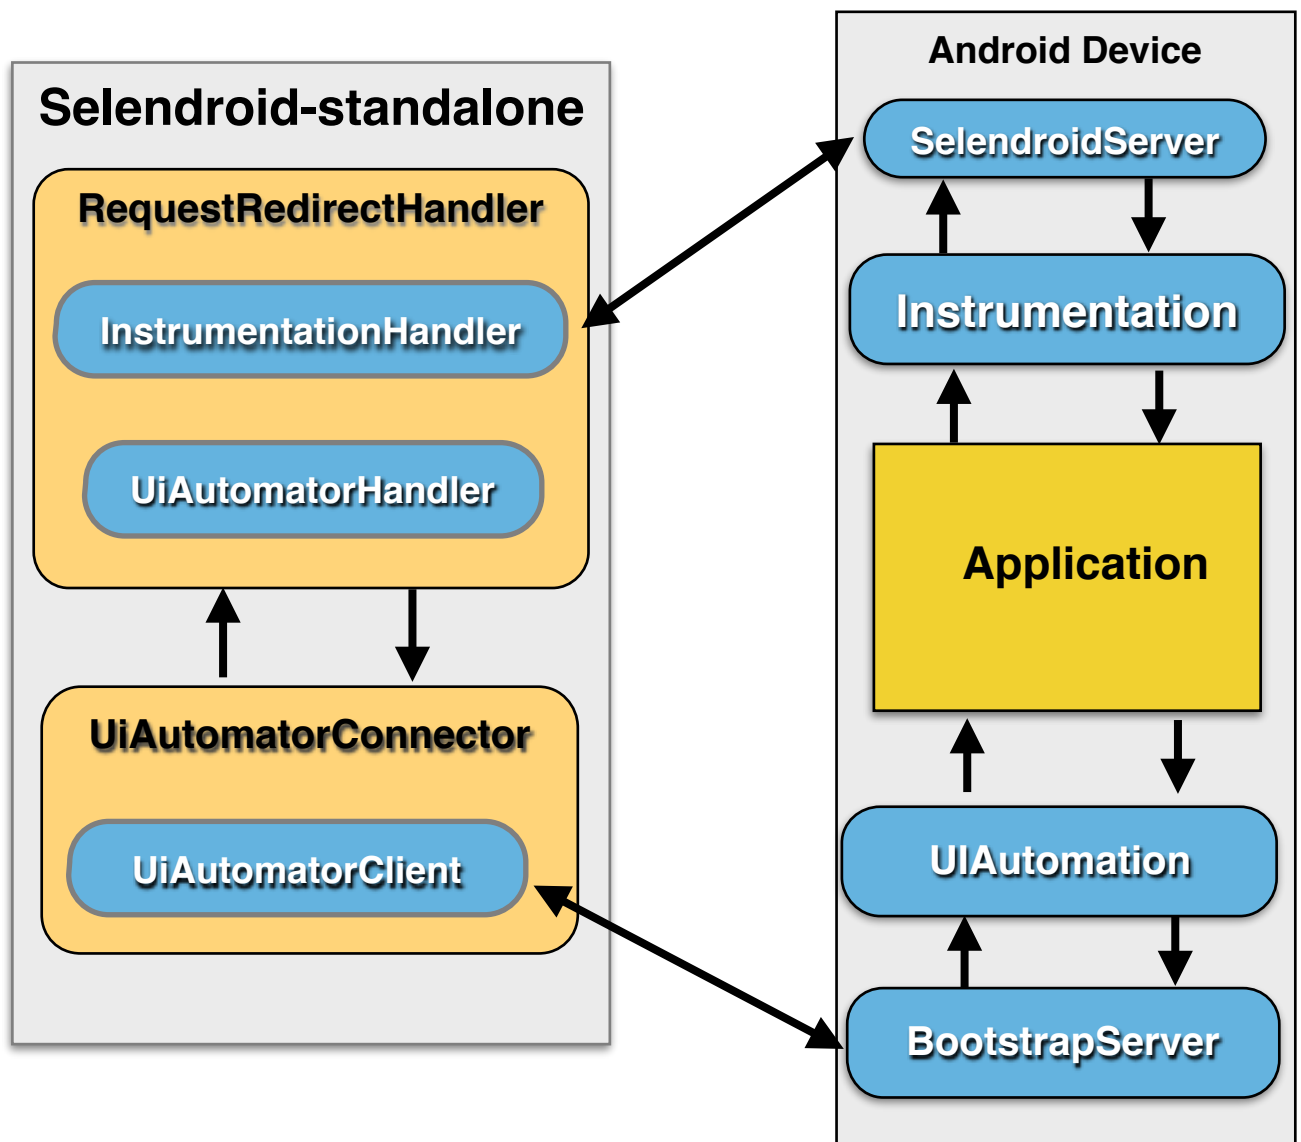 Selendroid-standalone
RequestRedirectHandler
InstrumentationHandler
UiAutomatorHandler
UiAutomatorConnector
UiAutomatorClient
Android Device
SelendroidServer
Instrumentation
Application
UIAutomation
BootstrapServer